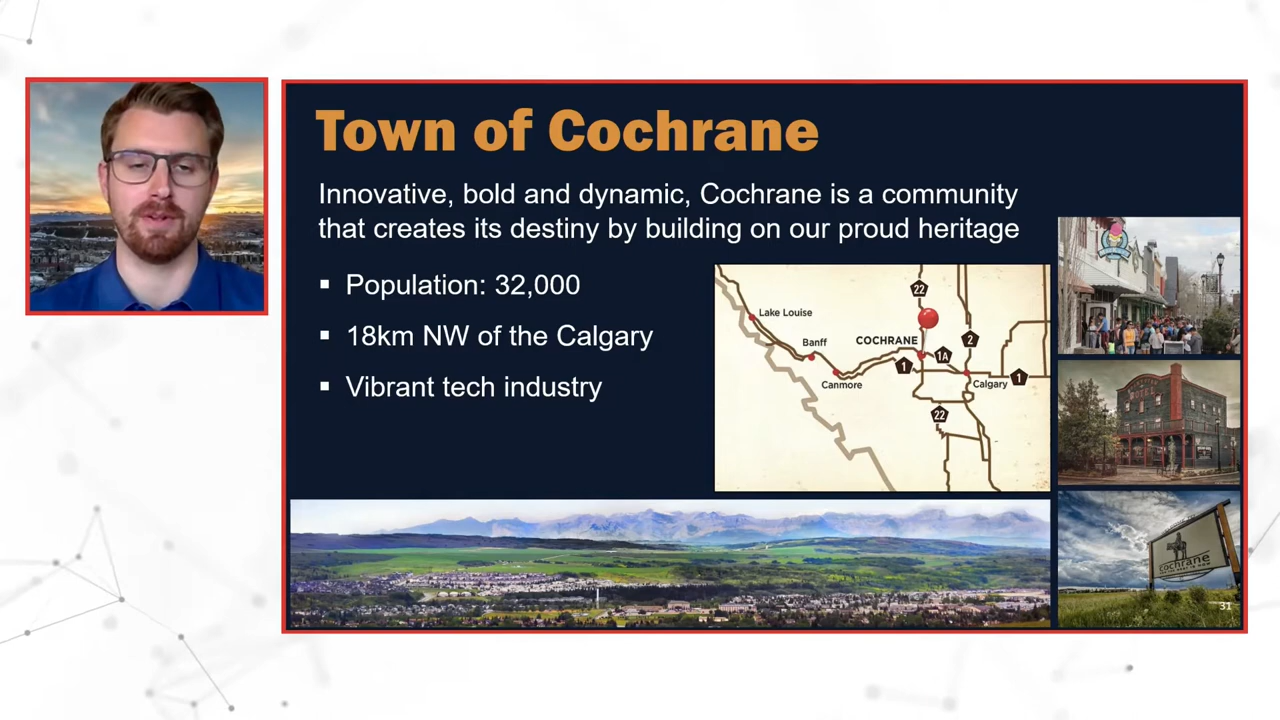 Town of Cochrane
Innovative, bold and dynamic, Cochrane is a community
that creates its destiny by building on our proud heritage
▪ Population: 32,000
▪ 18km NW of the Calgary
▪ Vibrant tech industry
22
Lake Louise
Banff
COCHRANE
2
1A
1
Canmore
Calgary
1
22
cochrane
31